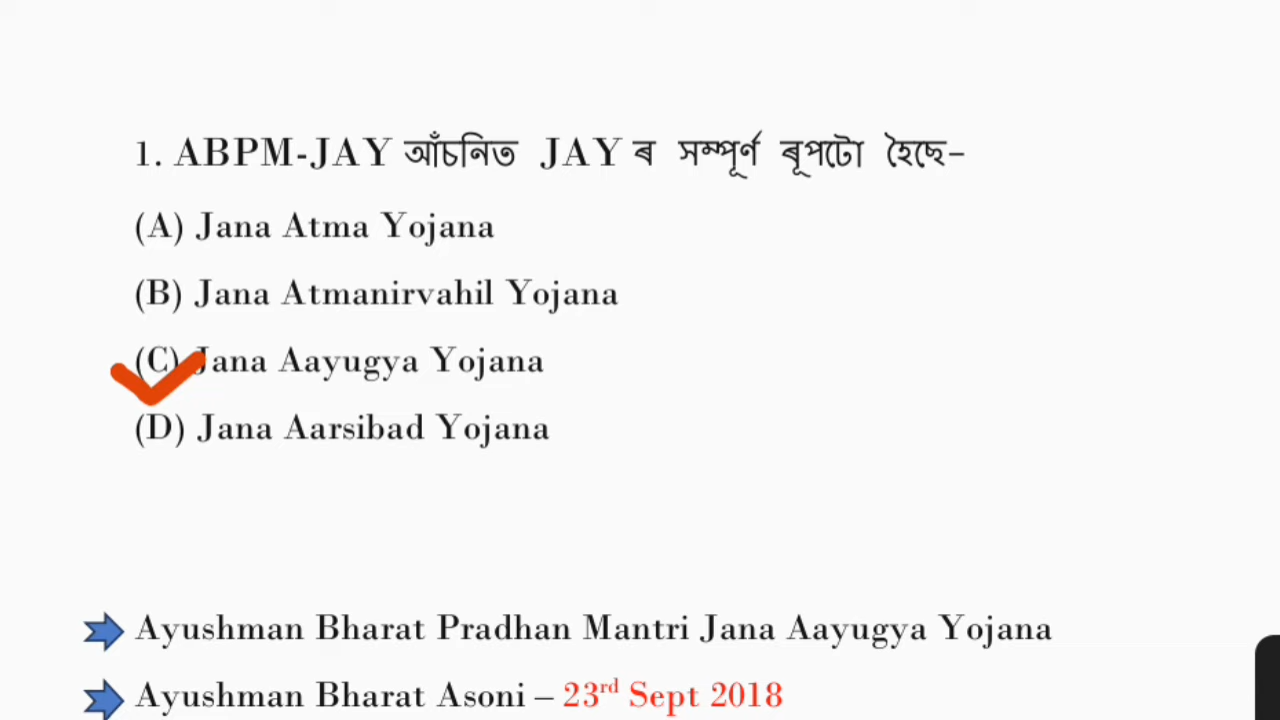 1. ABPM-JAY আঁচনিত JAY ৰ সম্পূৰ্ণ ৰূপটো হৈছে-
(A) Jana Atma Yojana
(B) Jana Atmanirvahil Yojana
(C) Jana Aayugya Yojana
(D) Jana Aarsibad Yojana
Ayushman Bharat Pradhan Mantri Jana Aayugya Yojana
Ayushman Bharat Asoni – 23rd Sept 2018